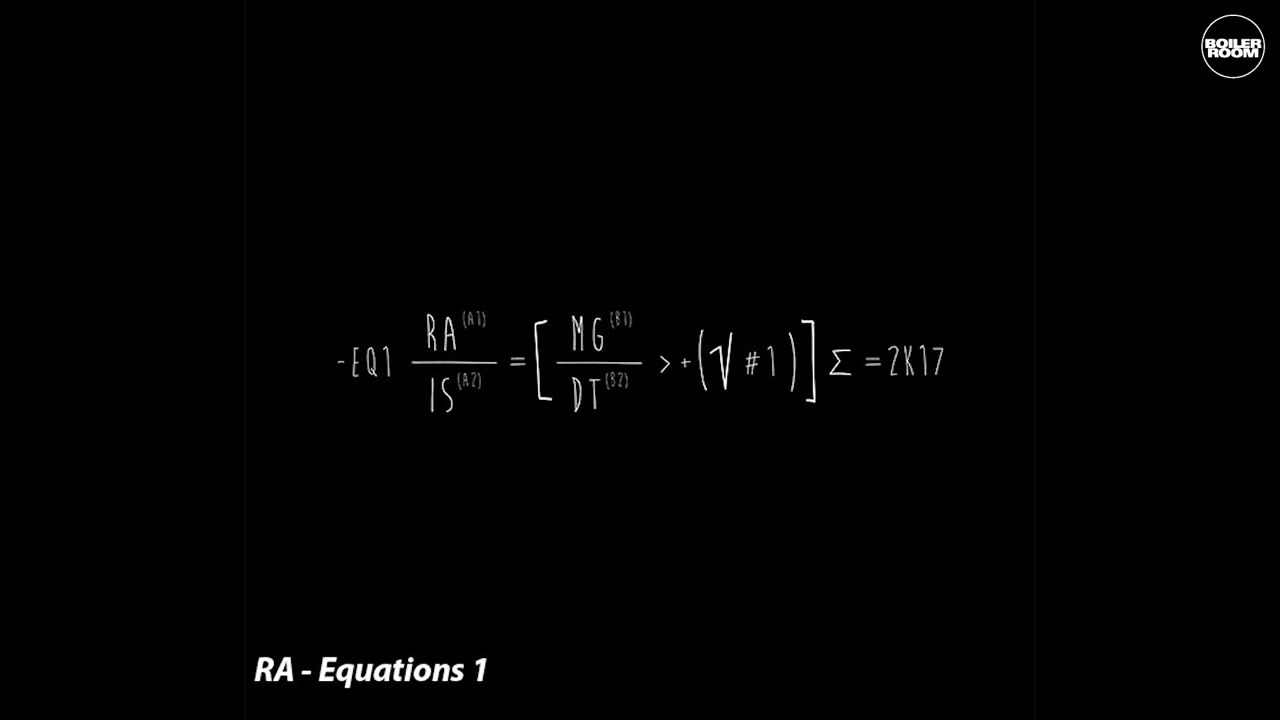 BOILER
ROOM
-EQ1 RA(A1) / IS(A2) = [ MG(B1) / DT(B2) > + ( √ #1 ) ] Σ = 2K17
RA - Equations 1